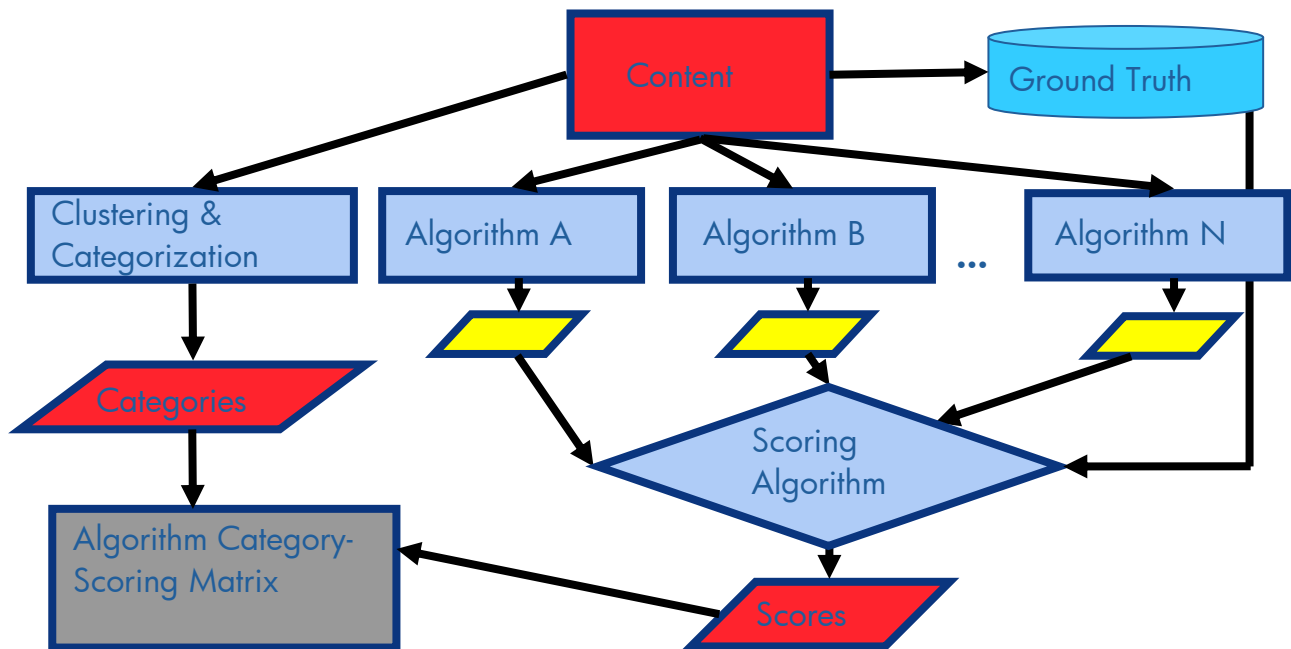 Content
Ground Truth
Clustering &
Categorization
Algorithm A
Algorithm B
...
Algorithm N
Categories
Scoring
Algorithm
Algorithm Category-
Scoring Matrix
Scores